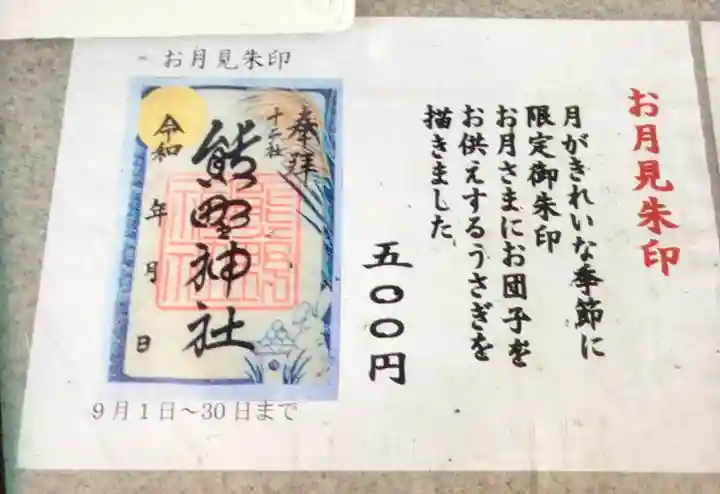 お月見朱印
月がきれいな季節に
限定御朱印
お月さまにお団子を
お供えするうさぎを
描きました
五〇〇円
お月見朱印
奉拝
十二社
熊野神社
令和
年月日
9月1日~30日まで